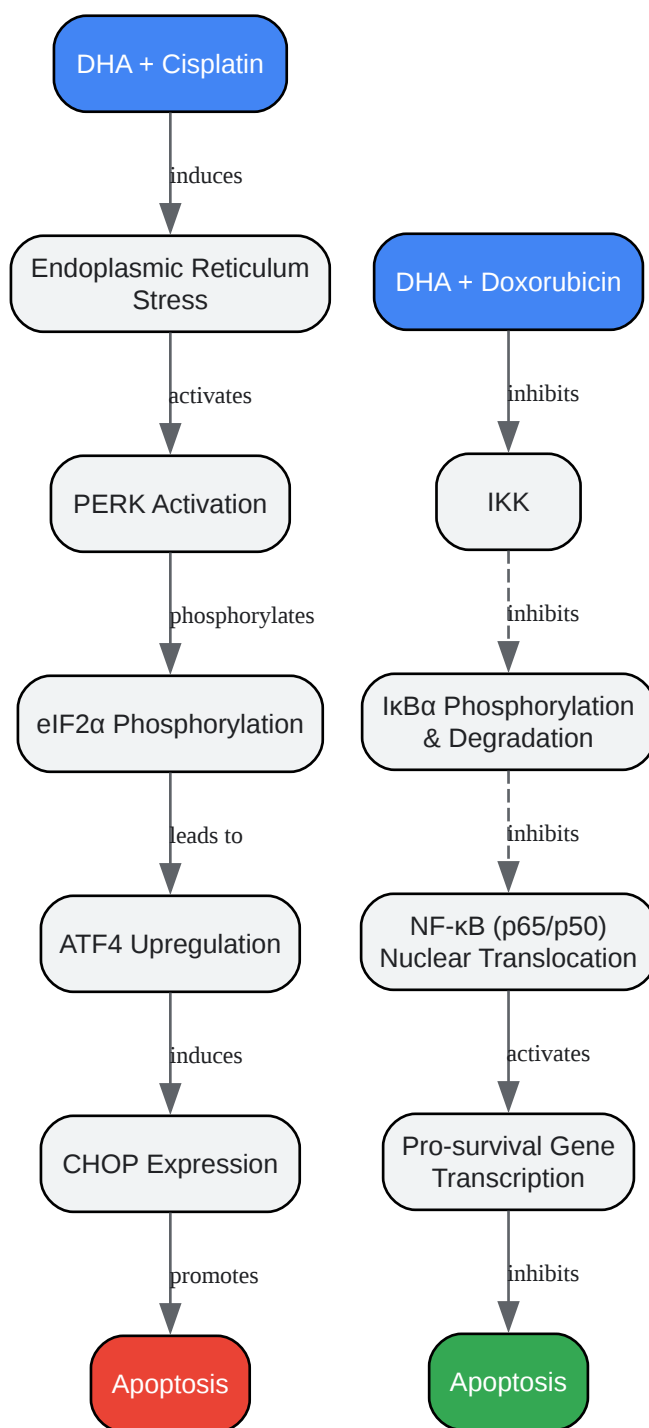 DHA + Cisplatin
induces
Endoplasmic Reticulum
Stress
activates
PERK Activation
phosphorylates
eIF2α Phosphorylation
leads to
ATF4 Upregulation
induces
CHOP Expression
promotes
Apoptosis
DHA + Doxorubicin
inhibits
IKK
inhibits
IκBα Phosphorylation
& Degradation
inhibits
NF-κB (p65/p50)
Nuclear Translocation
activates
Pro-survival Gene
Transcription
inhibits
Apoptosis